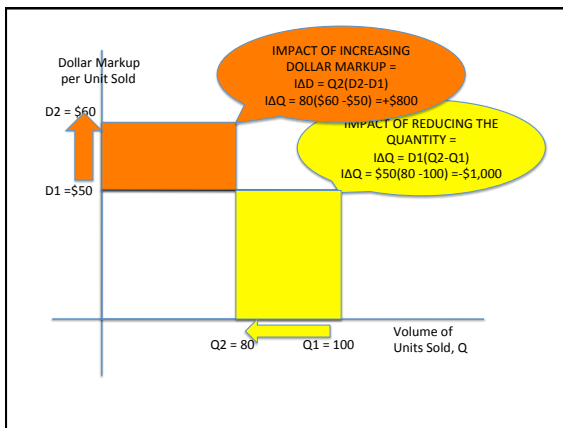 Dollar Markup
per Unit Sold
IMPACT OF INCREASING
DOLLAR MARKUP =
IΔD = Q2(D2-D1)
IΔQ = 80($60 -$50) =+$800
D2 = $60
IMPACT OF REDUCING THE
QUANTITY =
IΔQ = D1(Q2-Q1)
IΔQ = $50(80 -100) =-$1,000
D1 =$50
Q2 = 80
Q1 = 100
Volume of
Units Sold, Q